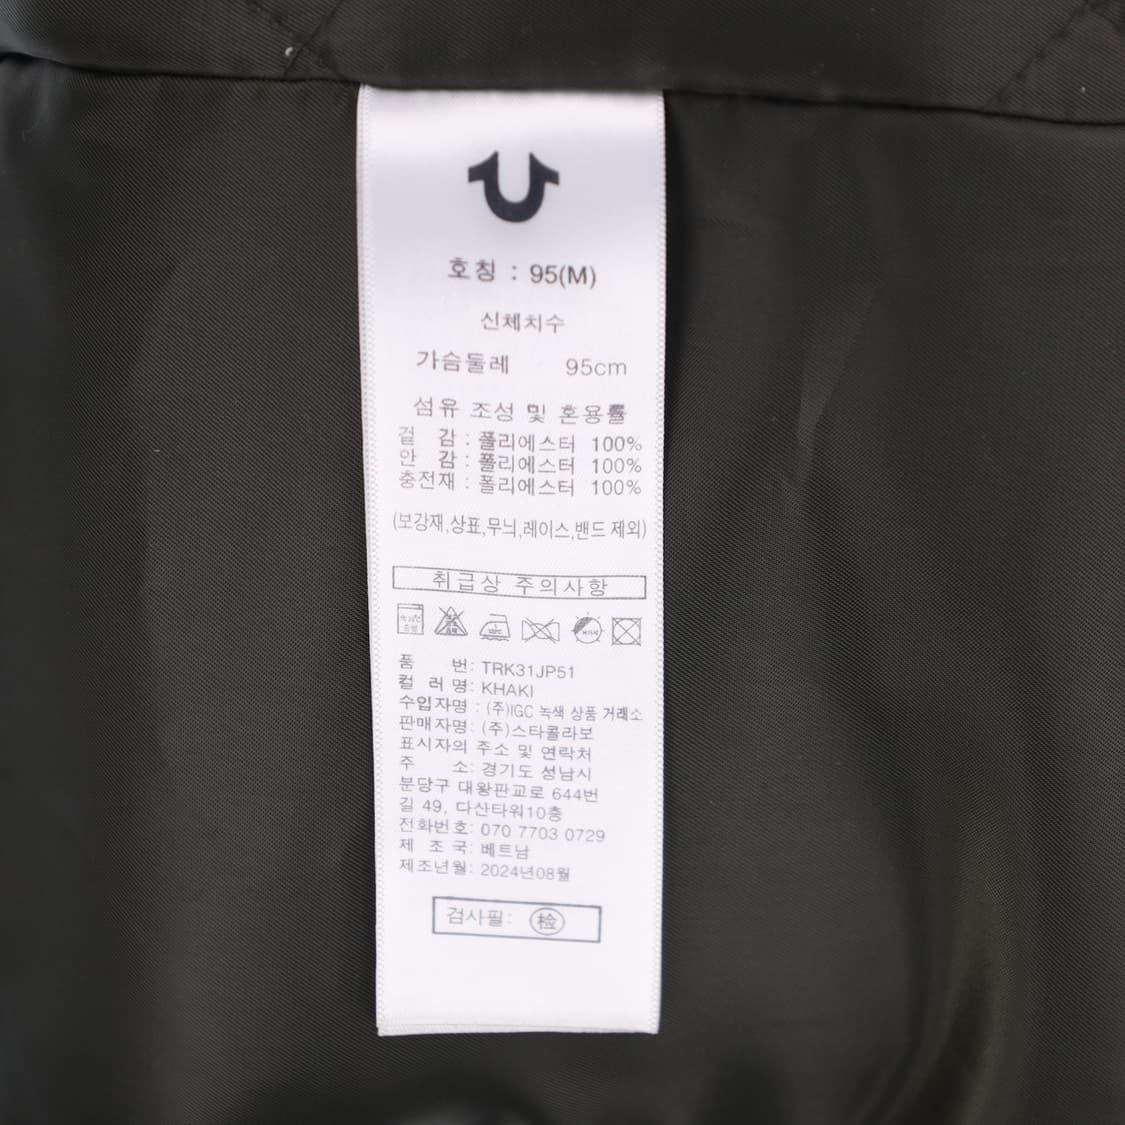 호칭 : 95(M)
신체치수
가슴둘레 95cm
섬유 조성 및 혼용률
겉 감 : 폴리에스터 100%
안 감 : 폴리에스터 100%
충전재 : 폴리에스터 100%
(보강재,상표,무늬,레이스,밴드 제외)
취급상 주의사항
품 번: TRK31JP51
컬 러 명: KHAKI
수입자명 : (주)IGC 녹색 상품 거래소
판매자명: (주)스타콜라보
표시자의 주소 및 연락처
주 소: 경기도 성남시
분당구 대왕판교로 644번
길 49, 다산타워10층
전화번호: 070 7703 0729
제 조 국: 베트남
제조년월: 2024년08월
검사필: 检